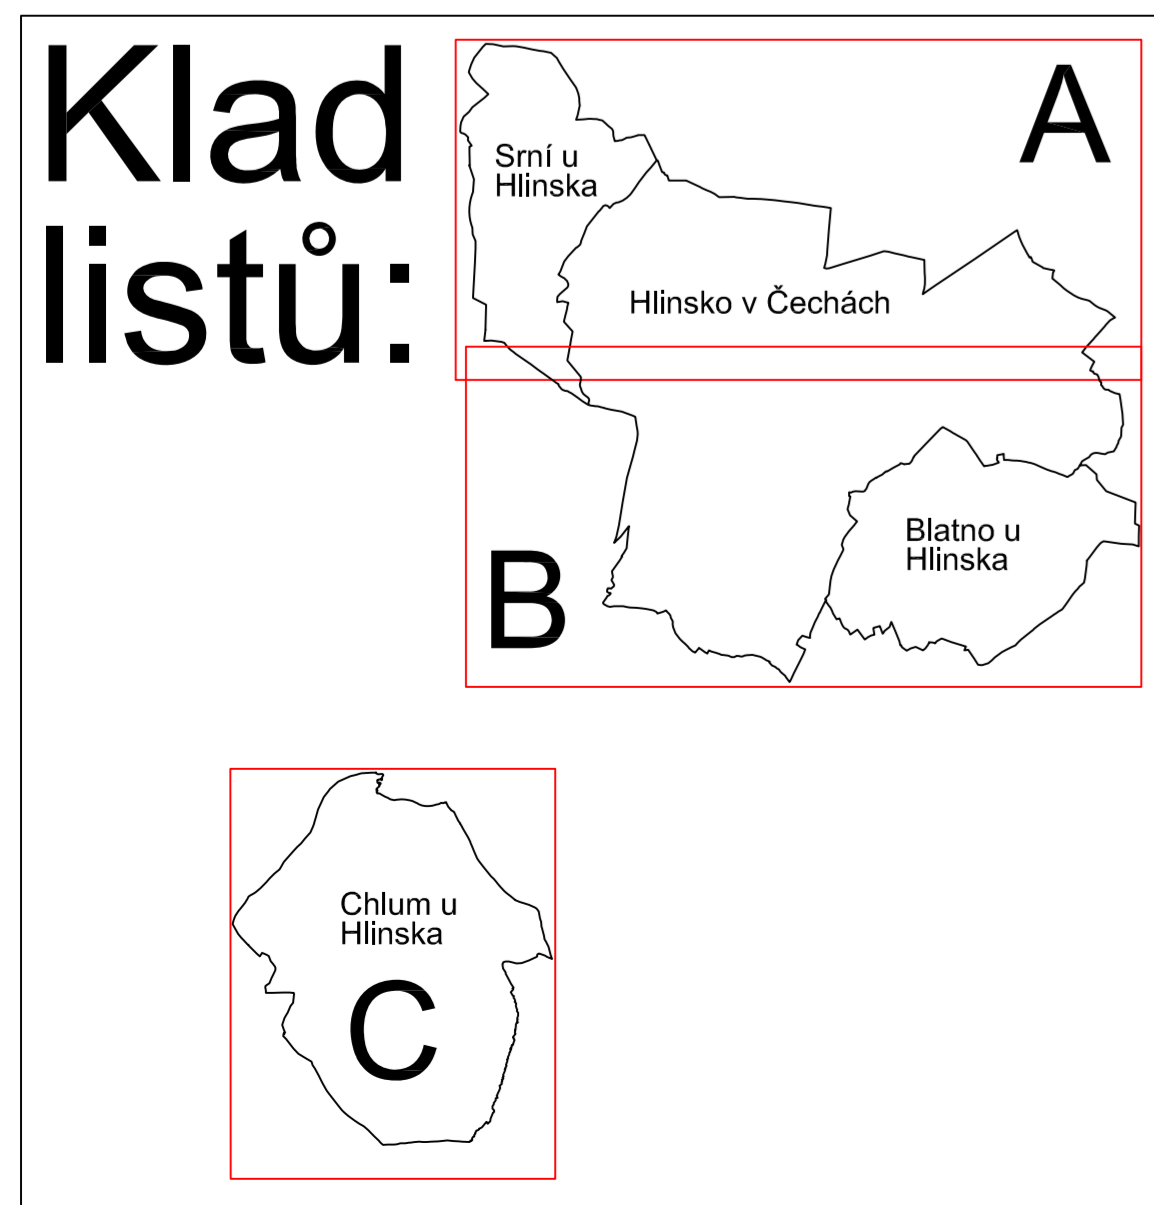 Klad
listů:
A
Srní u
Hlinska
Hlinsko v Čechách
B
Blatno u
Hlinska
Chlum u
Hlinska
C